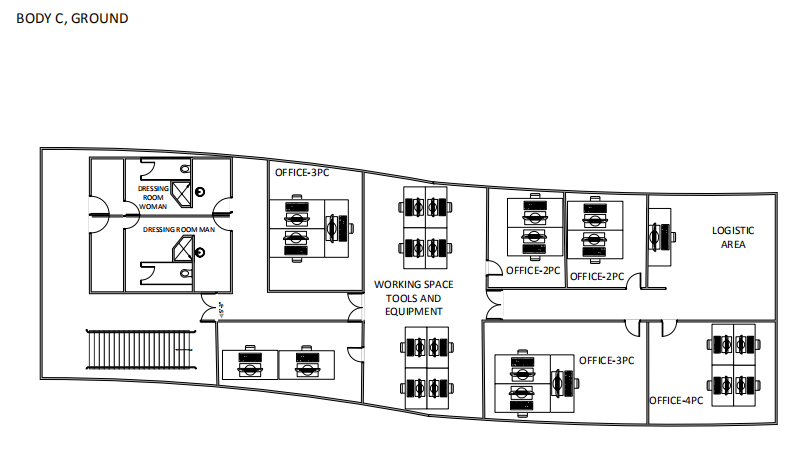 BODY C, GROUND
OFFICE-3PC
DRESSING
ROOM
WOMAN
DRESSING ROOM MAN
LOGISTIC
AREA
OFFICE-2PC
OFFICE-2PC
WORKING SPACE
TOOLS AND
EQUIPMENT
OFFICE-3PC
OFFICE-4PC